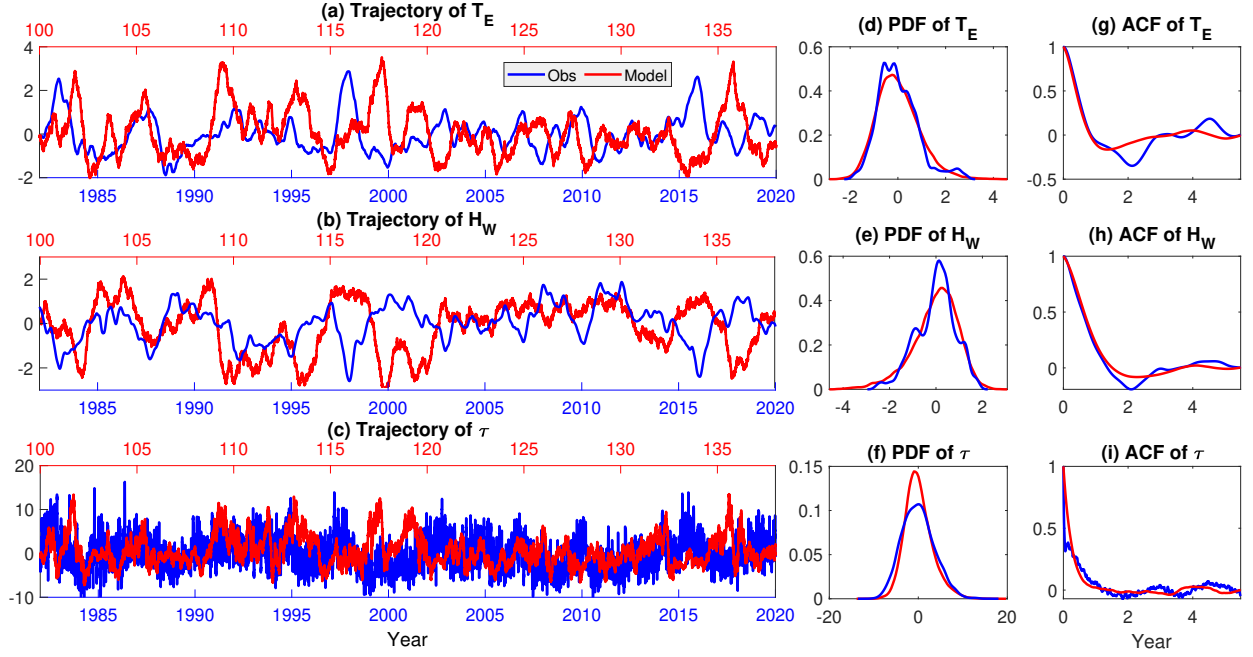 (a) Trajectory of T_E
100 105 110 115 120 125 130 135
4
2
0
-2
Obs Model
1985 1990 1995 2000 2005 2010 2015 2020
(b) Trajectory of H_W
100 105 110 115 120 125 130 135
2
0
-2
1985 1990 1995 2000 2005 2010 2015 2020
(c) Trajectory of τ
100 105 110 115 120 125 130 135
20
10
0
-10
1985 1990 1995 2000 2005 2010 2015 2020
Year
(d) PDF of T_E
0.6
0.4
0.2
0
-2 0 2 4
(e) PDF of H_W
0.6
0.4
0.2
0
-4 -2 0 2
(f) PDF of τ
0.15
0.1
0.05
0
-20 0 20
(g) ACF of T_E
1
0.5
0
-0.5
0 2 4
(h) ACF of H_W
1
0.5
0
0 2 4
(i) ACF of τ
1
0.5
0
0 2 4
Year